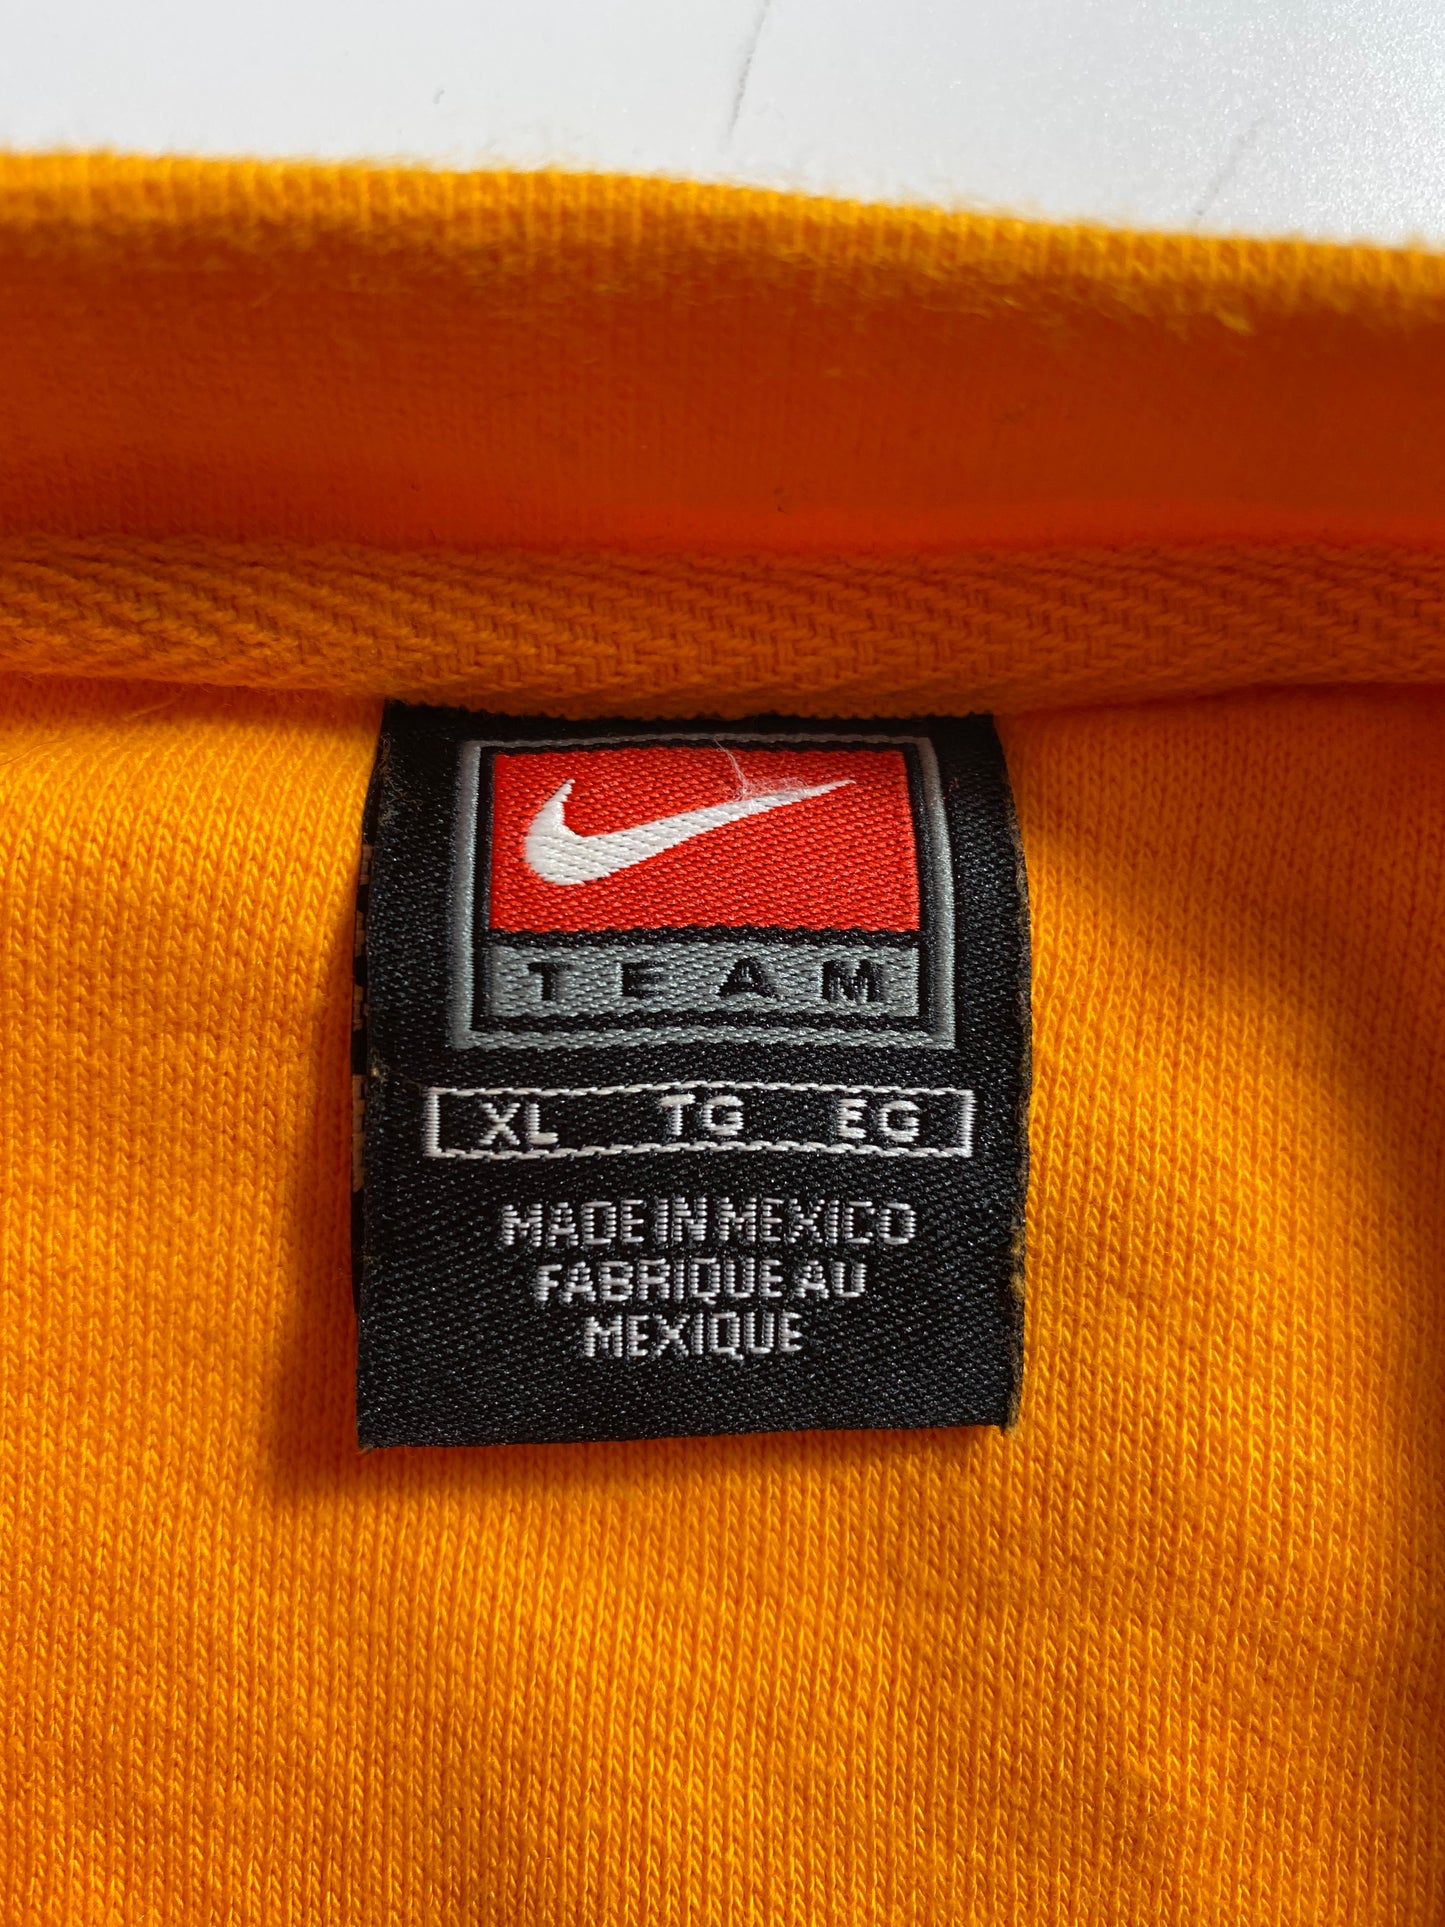 TEAM
XL TG EG
MADE IN MEXICO
FABRIQUE AU
MEXIQUE